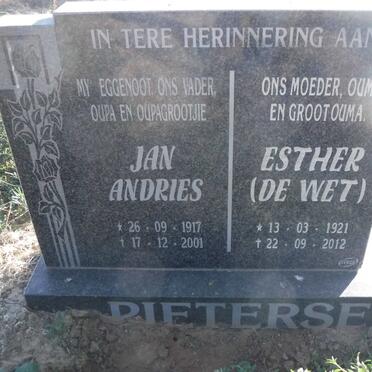 IN TERE HERINNERING AAN
MY EGGENOOT, ONS VADER,
OUPA EN OUPAGROOTJIE
JAN
ANDRIES
* 26 - 09 - 1917
† 17 - 12 - 2001
ONS MOEDER, OUM
EN GROOTOUMA.
ESTHER
(DE WET)
* 13 - 03 - 1921
† 22 - 09 - 2012
PIETERSE